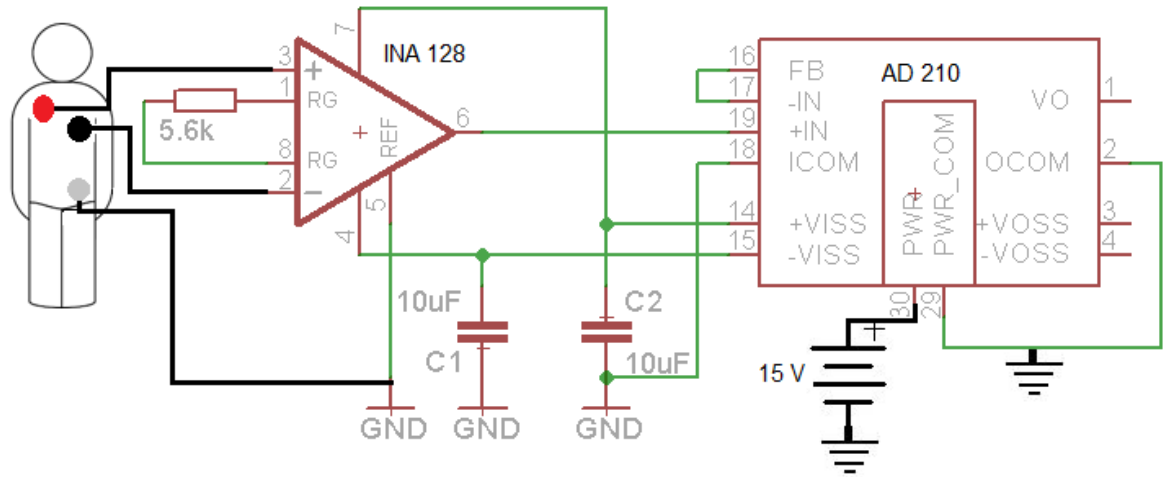 7
INA 128
3
+
1
RG
5.6k
+
REF
6
8
RG
2
−
5
4
10uF
C1
C2
10uF
GND
GND
GND
AD 210
16
FB
17
-IN
19
+IN
18
ICOM
14
+VISS
15
-VISS
PWR
+
PWR_COM
VO
1
OCOM
2
+VOSS
3
-VOSS
4
30
29
+
15 V